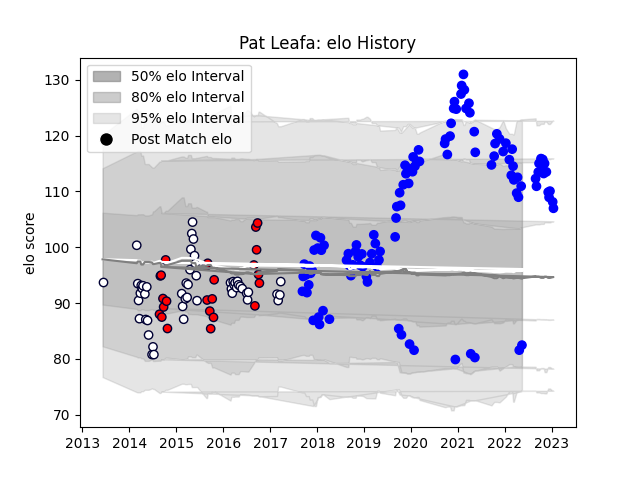 Pat Leafa: elo History
50% elo Interval
80% elo Interval
95% elo Interval
Post Match elo
elo score
130
120
110
100
90
80
70
2013 2014 2015 2016 2017 2018 2019 2020 2021 2022 2023